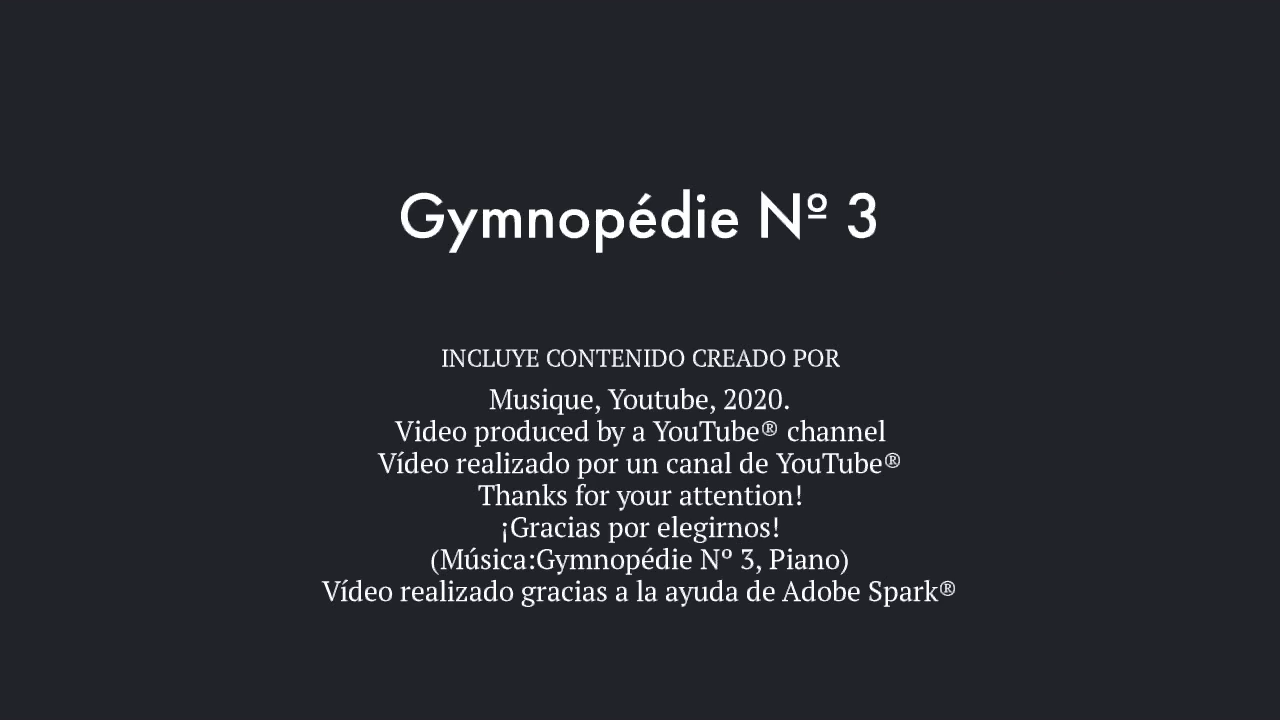 Gymnopédie Nº 3
INCLUYE CONTENIDO CREADO POR
Musique, Youtube, 2020.
Video produced by a YouTube® channel
Vídeo realizado por un canal de YouTube®
Thanks for your attention!
¡Gracias por elegirnos!
(Música:Gymnopédie Nº 3, Piano)
Vídeo realizado gracias a la ayuda de Adobe Spark®